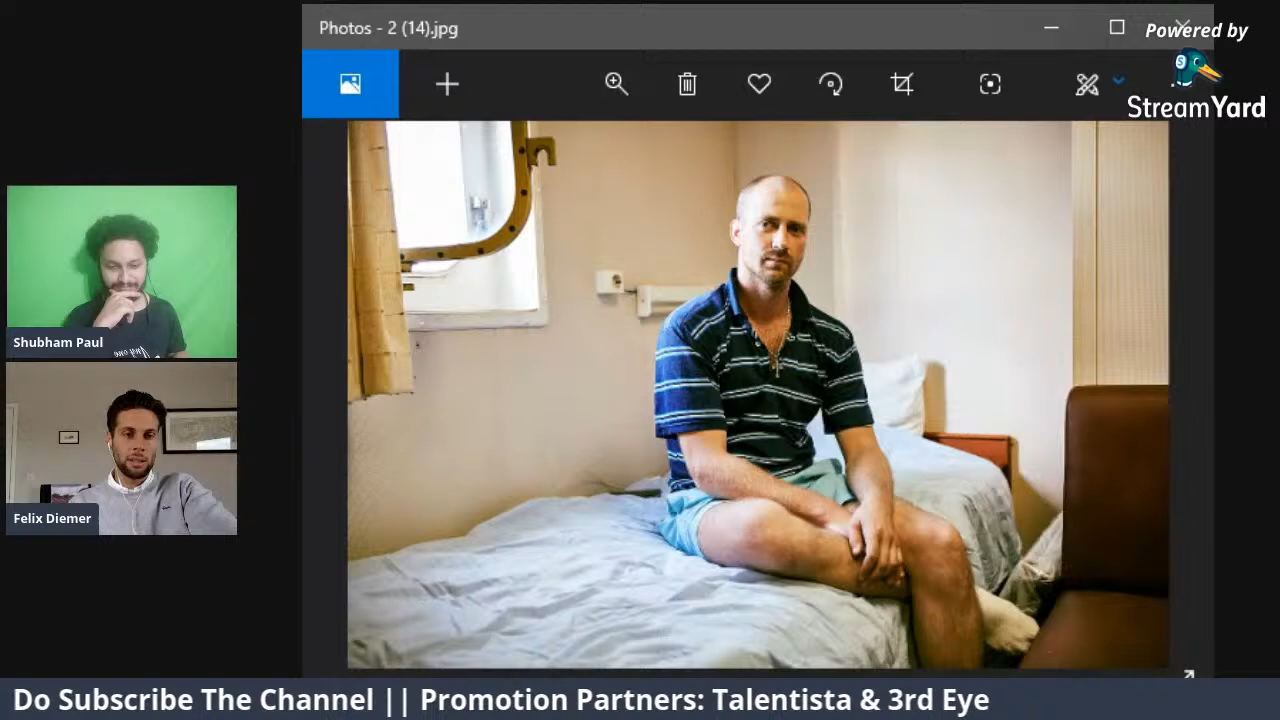 Photos - 2 (14).jpg
Powered by
StreamYard
Shubham Paul
Felix Diemer
Do Subscribe The Channel || Promotion Partners: Talentista & 3rd Eye